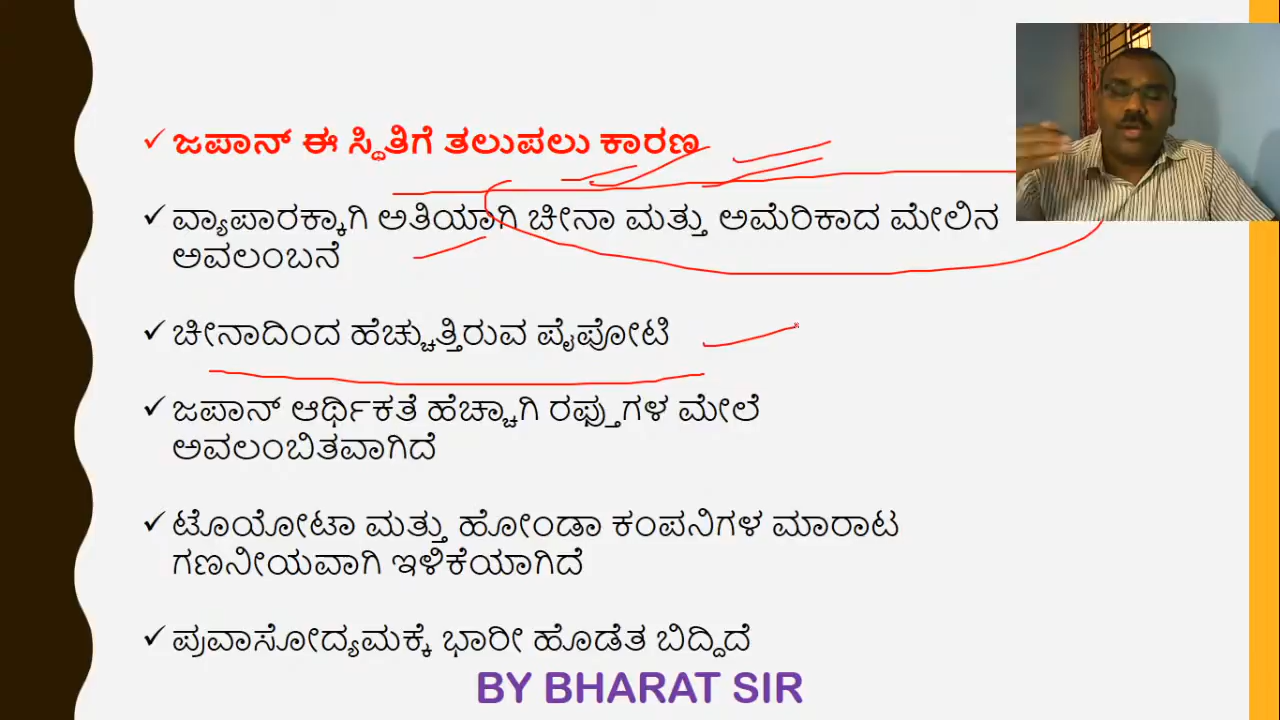 ಜಪಾನ್ ಈ ಸ್ಥಿತಿಗೆ ತಲುಪಲು ಕಾರಣ
ವ್ಯಾಪಾರಕ್ಕಾಗಿ ಅತಿಯಾಗಿ ಚೀನಾ ಮತ್ತು ಅಮೆರಿಕಾದ ಮೇಲಿನ
ಅವಲಂಬನೆ
ಚೀನಾದಿಂದ ಹೆಚ್ಚುತ್ತಿರುವ ಪೈಪೋಟಿ
ಜಪಾನ್ ಆರ್ಥಿಕತೆ ಹೆಚ್ಚಾಗಿ ರಫ್ತುಗಳ ಮೇಲೆ
ಅವಲಂಬಿತವಾಗಿದೆ
ಟೊಯೋಟಾ ಮತ್ತು ಹೋಂಡಾ ಕಂಪನಿಗಳ ಮಾರಾಟ
ಗಣನೀಯವಾಗಿ ಇಳಿಕೆಯಾಗಿದೆ
ಪ್ರವಾಸೋದ್ಯಮಕ್ಕೆ ಭಾರೀ ಹೊಡೆತ ಬಿದ್ದಿದೆ
BY BHARAT SIR